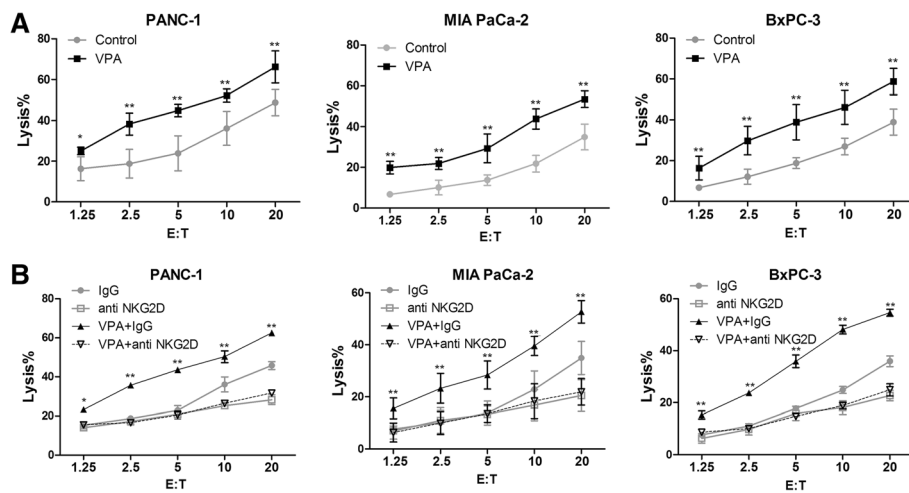 A
PANC-1
Control
VPA
Lysis%
80
60
40
20
0
*
**
**
**
**
1.25 2.5 5 10 20
E:T
MIA PaCa-2
Control
VPA
Lysis%
80
60
40
20
0
**
**
**
**
**
1.25 2.5 5 10 20
E:T
BxPC-3
Control
VPA
Lysis%
80
60
40
20
0
**
**
**
**
**
1.25 2.5 5 10 20
E:T
B
PANC-1
IgG
anti NKG2D
VPA+IgG
VPA+anti NKG2D
Lysis%
80
60
40
20
0
*
**
**
**
**
1.25 2.5 5 10 20
E:T
MIA PaCa-2
IgG
anti NKG2D
VPA+IgG
VPA+anti NKG2D
Lysis%
60
40
20
0
**
**
**
**
**
1.25 2.5 5 10 20
E:T
BxPC-3
IgG
anti NKG2D
VPA+IgG
VPA+anti NKG2D
Lysis%
60
40
20
0
**
**
**
**
**
1.25 2.5 5 10 20
E:T